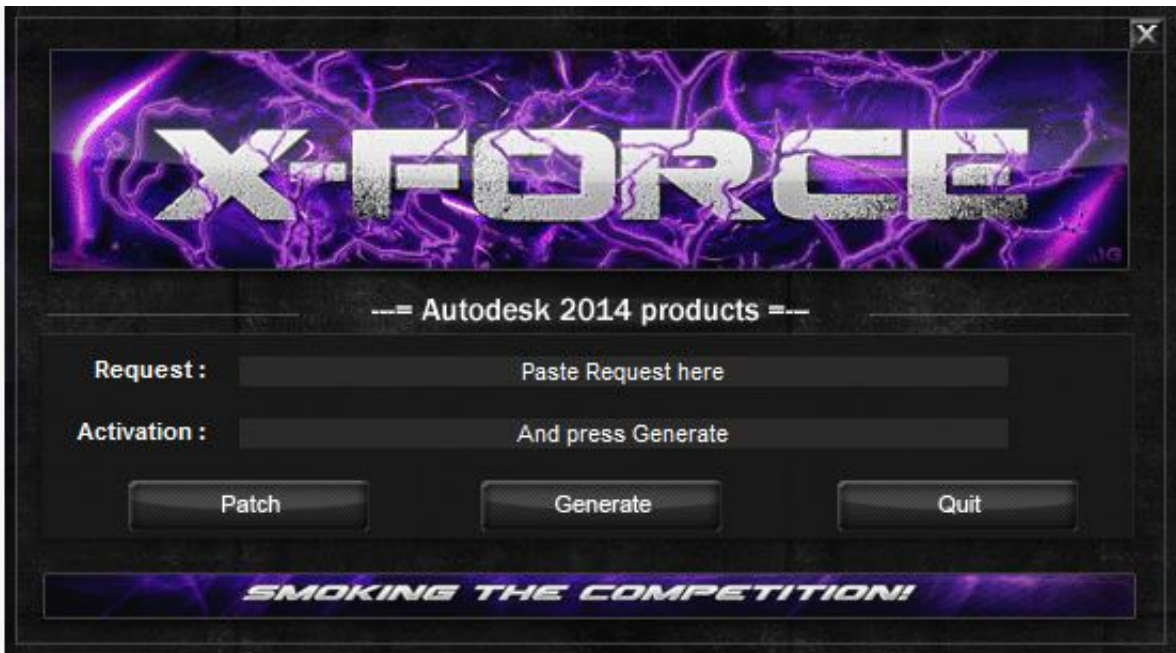 X
X-FORCE
---= Autodesk 2014 products =---
Request :
Paste Request here
Activation :
And press Generate
Patch
Generate
Quit
SMOKING THE COMPETITION!